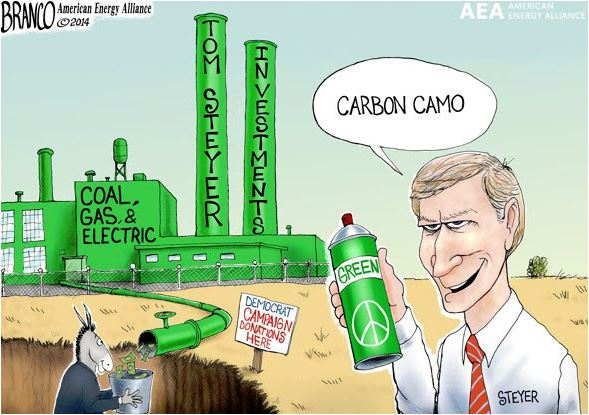 BRANCO American Energy Alliance
©2014
AEA AMERICAN
ENERGY ALLIANCE
TOM STEYER
INVESTMENTS
CARBON CAMO
COAL,
GAS, &
ELECTRIC
GREEN
DEMOCRAT
CAMPAIGN
DONATIONS
HERE
STEYER